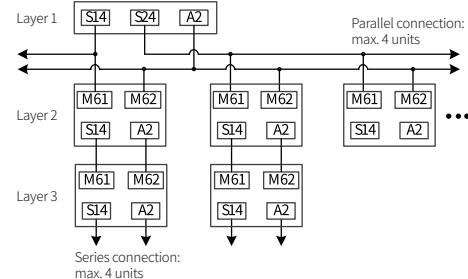 Layer 1
S14 S24 A2
Parallel connection:
max. 4 units
Layer 2
M61 M62 M61 M62 M61 M62
S14 A2 S14 A2 S14 A2
Layer 3
M61 M62 M61 M62
S14 A2 S14 A2
Series connection:
max. 4 units